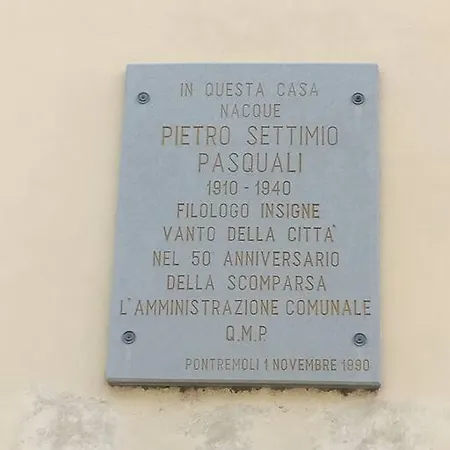 IN QUESTA CASA
NACQUE
PIETRO SETTIMIO
PASQUALI
1910 - 1940
FILOLOGO INSIGNE
VANTO DELLA CITTA'
NEL 50° ANNIVERSARIO
DELLA SCOMPARSA
L'AMMINISTRAZIONE COMUNALE
Q.M.P.
PONTREMOLI 1 NOVEMBRE 1990